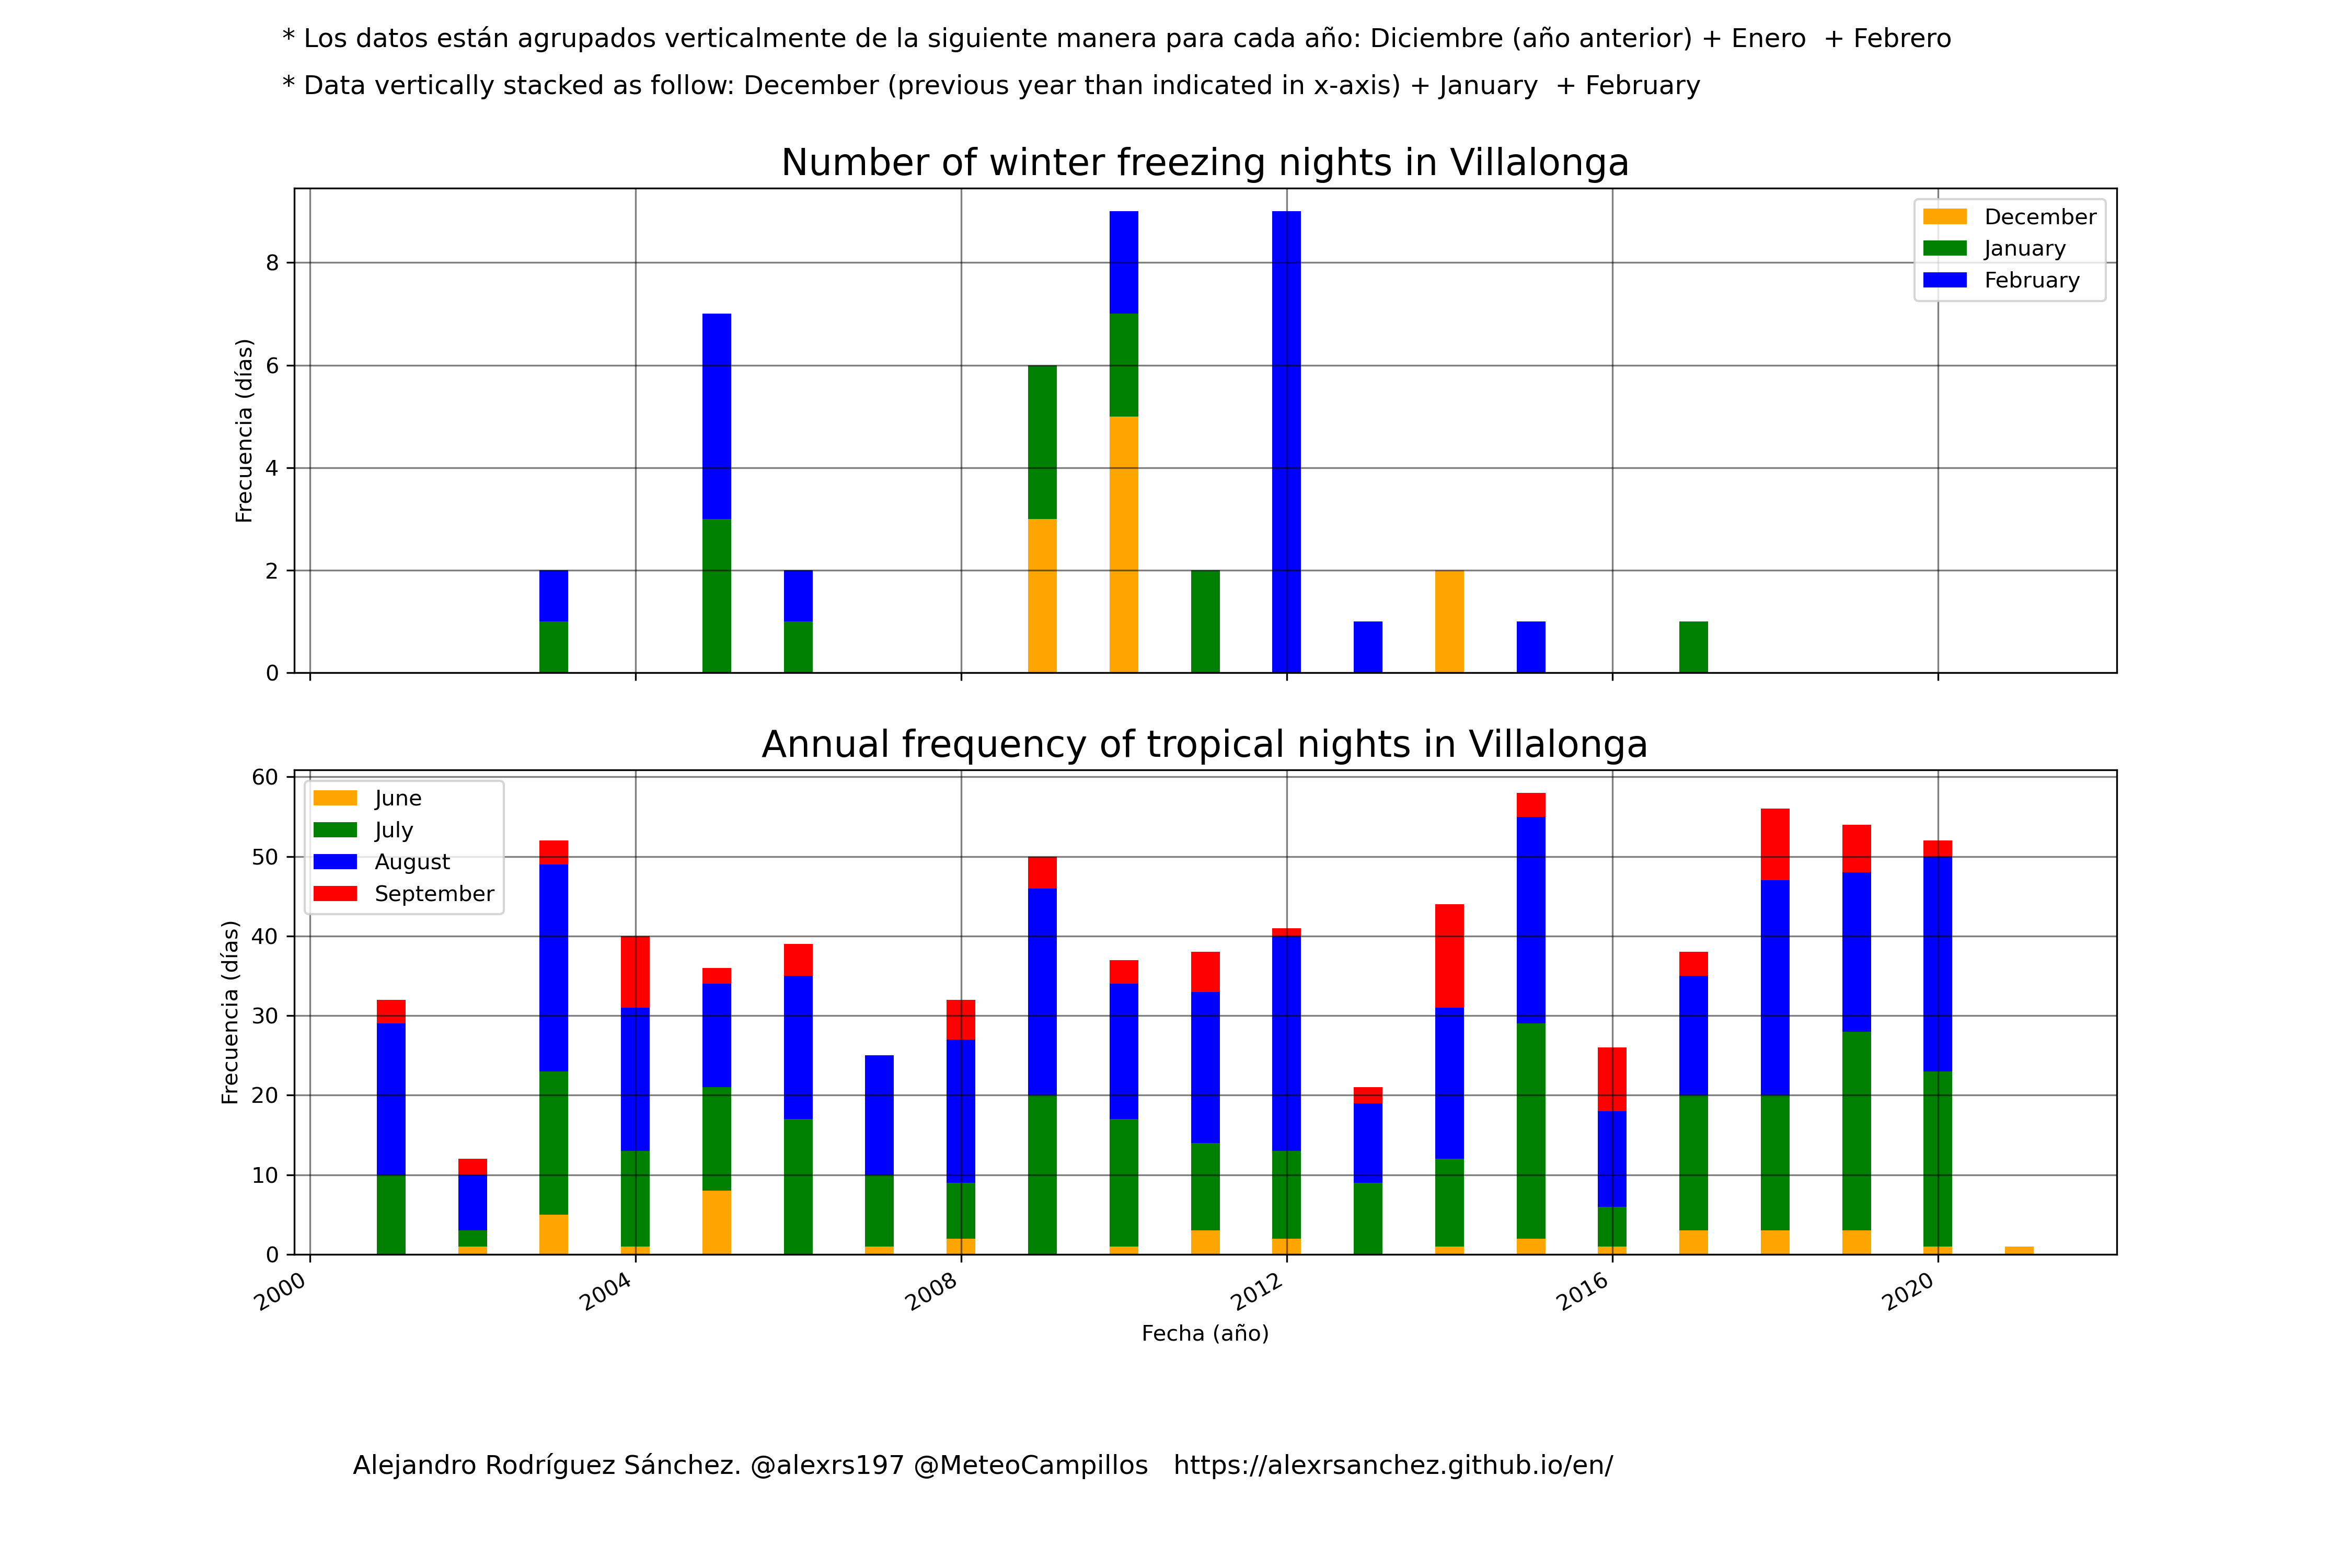 * Los datos están agrupados verticalmente de la siguiente manera para cada año: Diciembre (año anterior) + Enero  + Febrero
* Data vertically stacked as follow: December (previous year than indicated in x-axis) + January  + February
Number of winter freezing nights in Villalonga
December
January
February
8
6
4
2
0
Frecuencia (días)
Annual frequency of tropical nights in Villalonga
June
July
August
September
60
50
40
30
20
10
0
Frecuencia (días)
2000
2004
2008
2012
2016
2020
Fecha (año)
Alejandro Rodríguez Sánchez. @alexrs197 @MeteoCampillos   https://alexrsanchez.github.io/en/